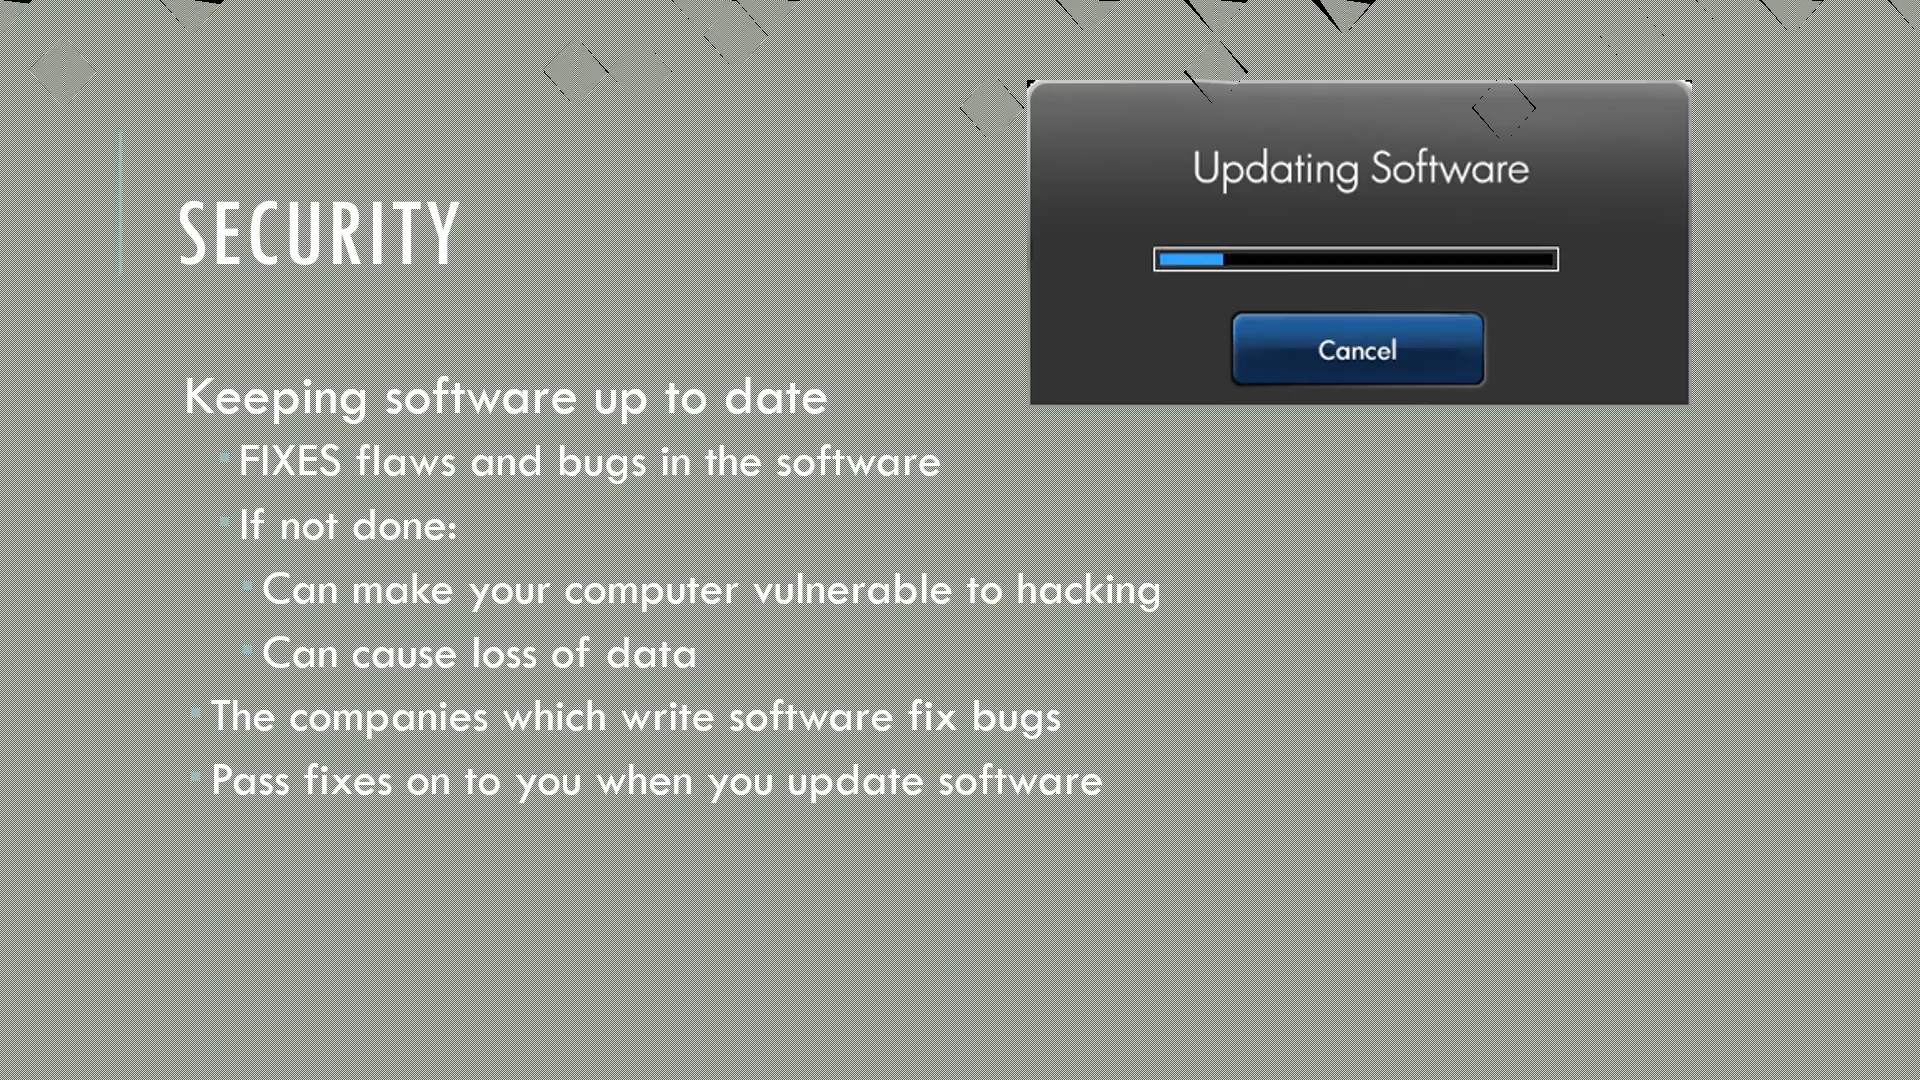 SECURITY
Updating Software
Cancel
Keeping software up to date
FIXES flaws and bugs in the software
If not done:
Can make your computer vulnerable to hacking
Can cause loss of data
The companies which write software fix bugs
Pass fixes on to you when you update software